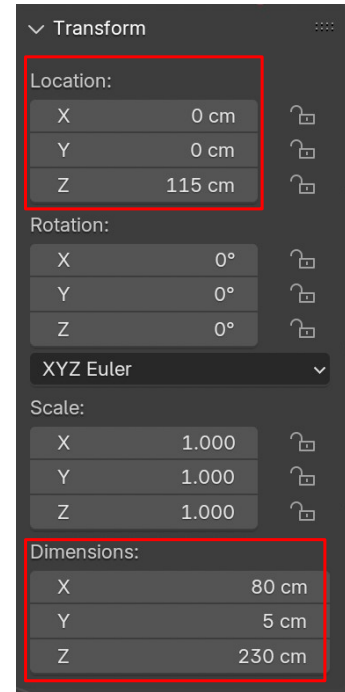 Transform
Location:
X 0 cm
Y 0 cm
Z 115 cm
Rotation:
X 0°
Y 0°
Z 0°
XYZ Euler
Scale:
X 1.000
Y 1.000
Z 1.000
Dimensions:
X 80 cm
Y 5 cm
Z 230 cm